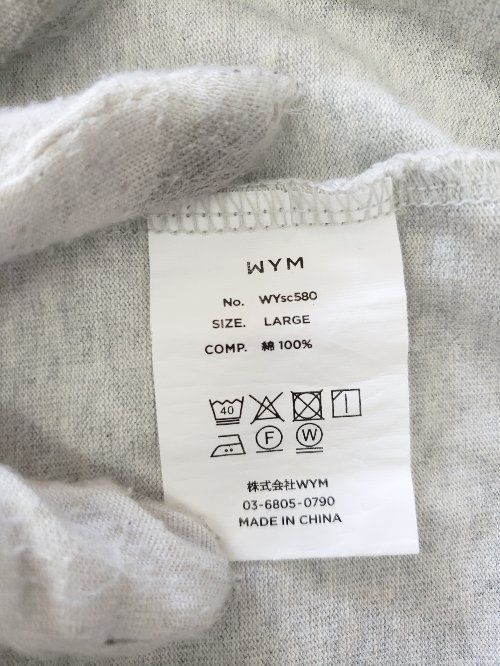 WYM
No. WYsc580
SIZE. LARGE
COMP. 綿 100%
40
F W
株式会社WYM
03-6805-0790
MADE IN CHINA